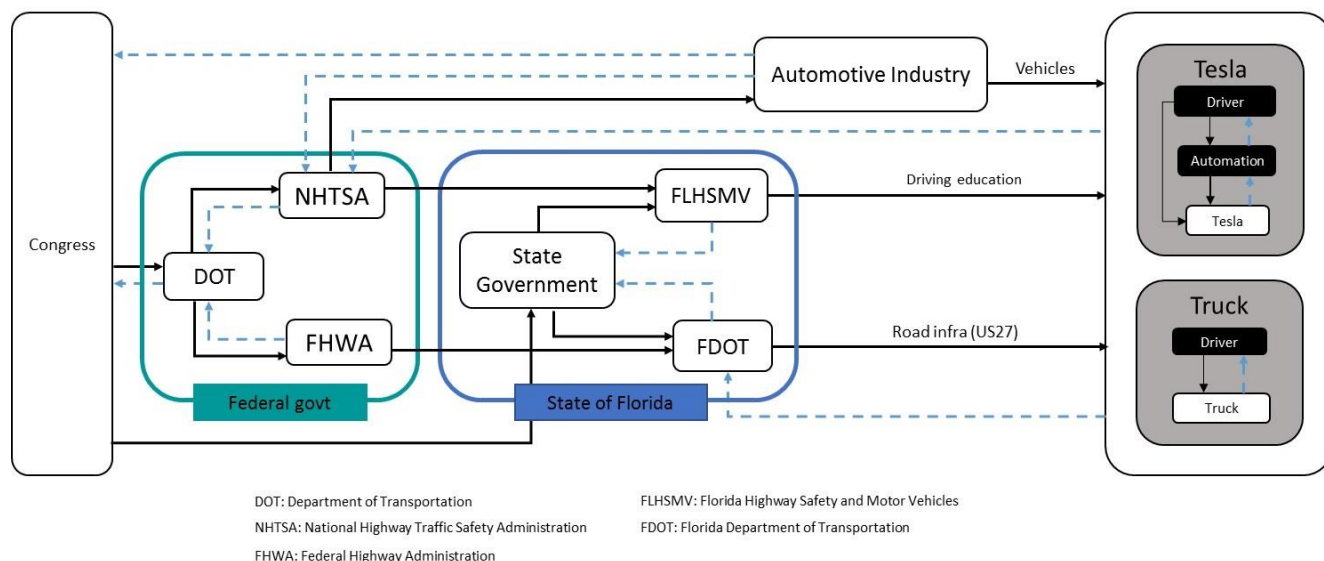 Automotive Industry
Vehicles
Tesla
Driver
Automation
Tesla
NHTSA
FLHSMV
Driving education
Congress
DOT
State
Government
Truck
Driver
Truck
FHWA
FDOT
Road infra (US27)
Federal govt
State of Florida
DOT: Department of Transportation
FLHSMV: Florida Highway Safety and Motor Vehicles
NHTSA: National Highway Traffic Safety Administration
FDOT: Florida Department of Transportation
FHWA: Federal Highway Administration